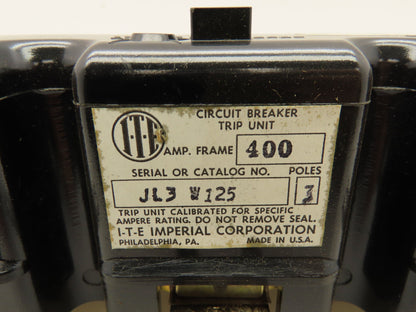 CIRCUIT BREAKER
TRIP UNIT
I-T-E
AMP. FRAME 400
SERIAL OR CATALOG NO. POLES
JL3 W125 3
TRIP UNIT CALIBRATED FOR SPECIFIC
AMPERE RATING. DO NOT REMOVE SEAL.
I-T-E IMPERIAL CORPORATION
PHILADELPHIA, PA. MADE IN U.S.A.